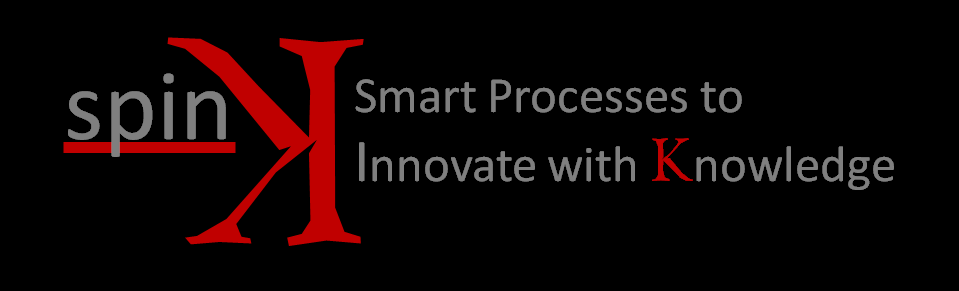 spinK
Smart Processes to
Innovate with Knowledge